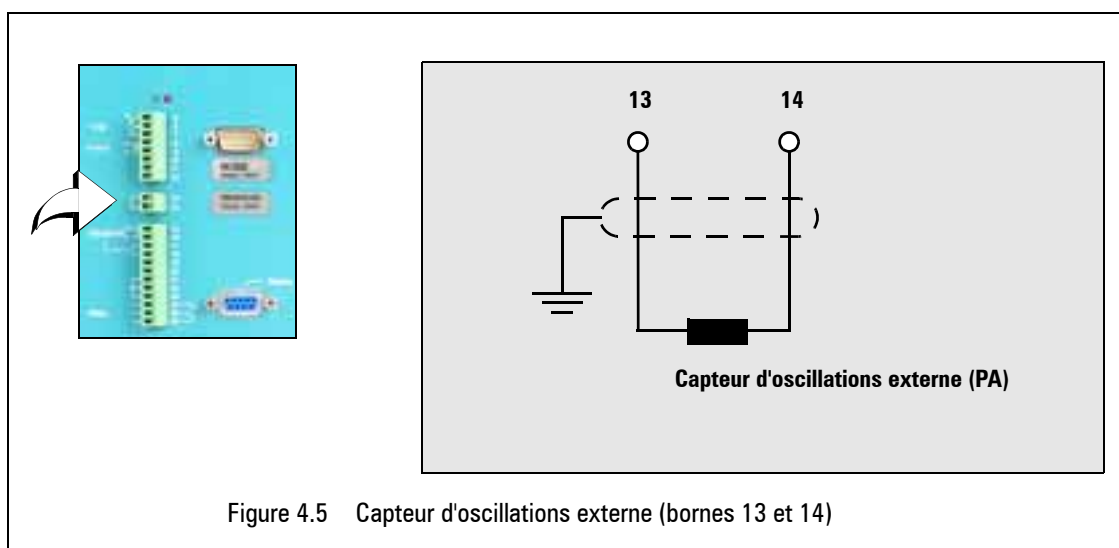 13 14
Capteur d'oscillations externe (PA)
Figure 4.5 Capteur d'oscillations externe (bornes 13 et 14)